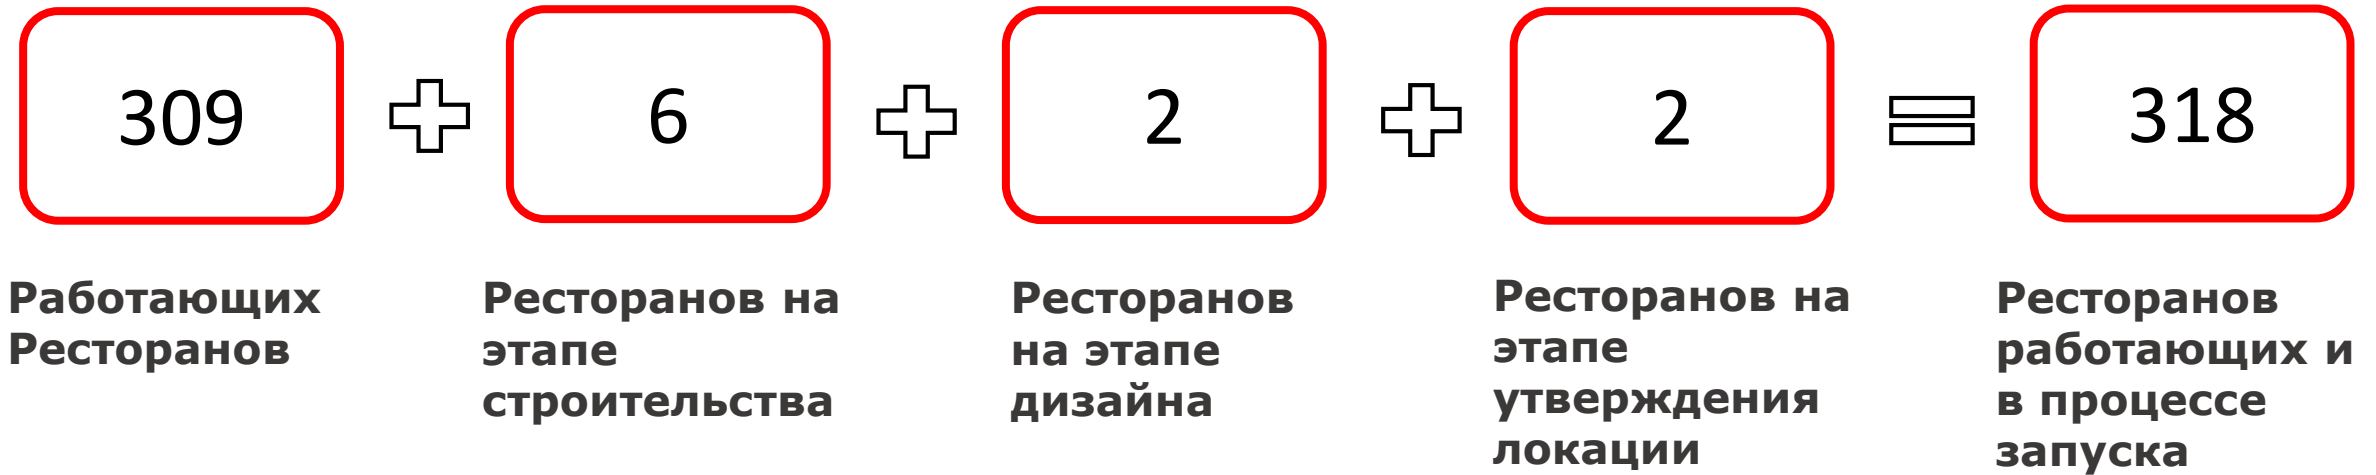 309
6
2
2
318
Работающих
Ресторанов
Ресторанов на
этапе
строительства
Ресторанов
на этапе
дизайна
Ресторанов на
этапе
утверждения
локации
Ресторанов
работающих и
в процессе
запуска